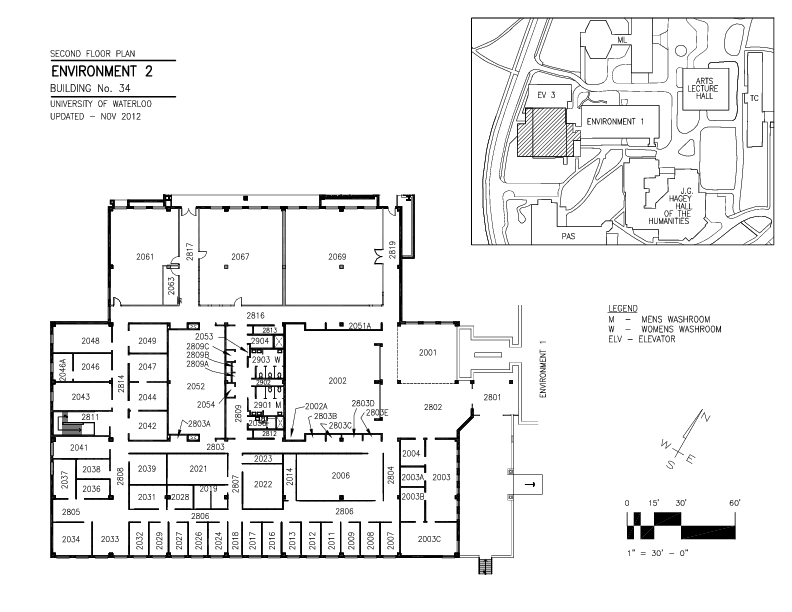 SECOND FLOOR PLAN
ENVIRONMENT 2
BUILDING No. 34
UNIVERSITY OF WATERLOO
UPDATED - NOV 2012
ML
EV 3
ENVIRONMENT 1
ARTS
LECTURE
HALL
TC
J.G.
HAGEY
HALL
OF THE
HUMANITIES
PAS
LEGEND
M - MENS WASHROOM
W - WOMENS WASHROOM
ELV - ELEVATOR
N
W
E
S
0 15' 30' 60'
1" = 30' - 0"
ENVIRONMENT 1
2061
2817
2067
2069
2819
2063
2816
2051A
2048
2049
2053
2813
2904
2809C
2809B
2809A
2903 W
2001
2046A
2046
2047
2814
2052
2902
2002
2043
2044
2054
2901 M
2801
2809
2002A
2803B
2803C
2803D
2803E
2802
2811
2042
2803A
2812
2041
2803
2004
2037
2038
2036
2808
2039
2021
2023
2807
2022
2014
2006
2804
2003A
2003
2003B
2031
2028
2019
2805
2806
2806
2034
2033
2032
2029
2027
2026
2024
2018
2017
2016
2013
2012
2011
2009
2008
2007
2003C